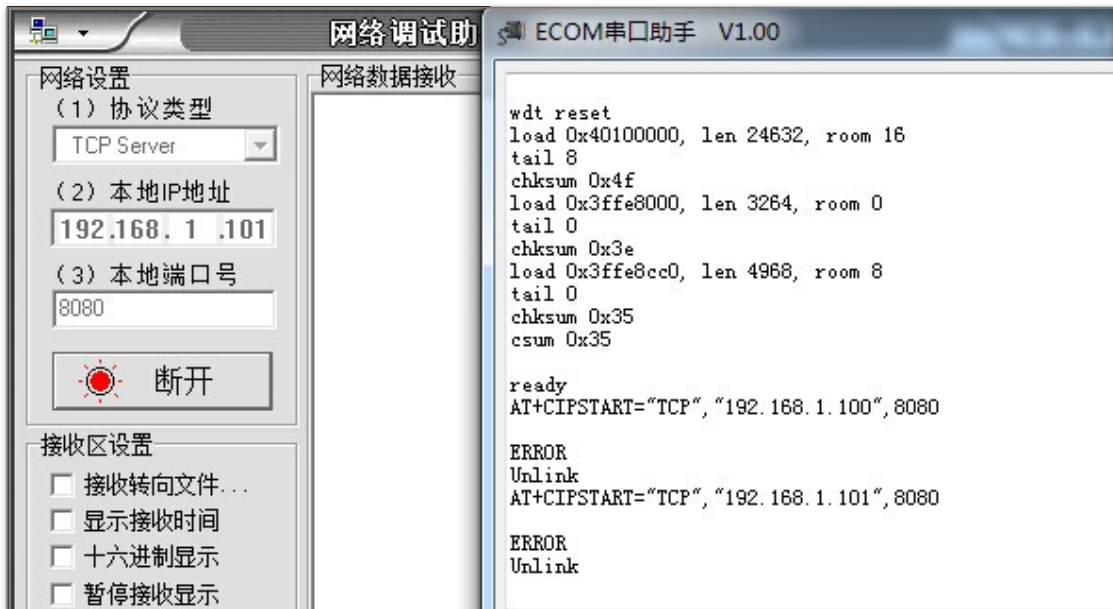 网络调试助
网络设置
(1) 协议类型
TCP Server
(2) 本地IP地址
192.168. 1 .101
(3) 本地端口号
8080
断开
接收区设置
接收转向文件...
显示接收时间
十六进制显示
暂停接收显示
网络数据接收
ECOM串口助手 V1.00
wdt reset
load 0x40100000, len 24632, room 16
tail 8
chksum 0x4f
load 0x3ffe8000, len 3264, room 0
tail 0
chksum 0x3e
load 0x3ffe8cc0, len 4968, room 8
tail 0
chksum 0x35
csum 0x35
ready
AT+CIPSTART="TCP","192.168.1.100",8080
ERROR
Unlink
AT+CIPSTART="TCP","192.168.1.101",8080
ERROR
Unlink